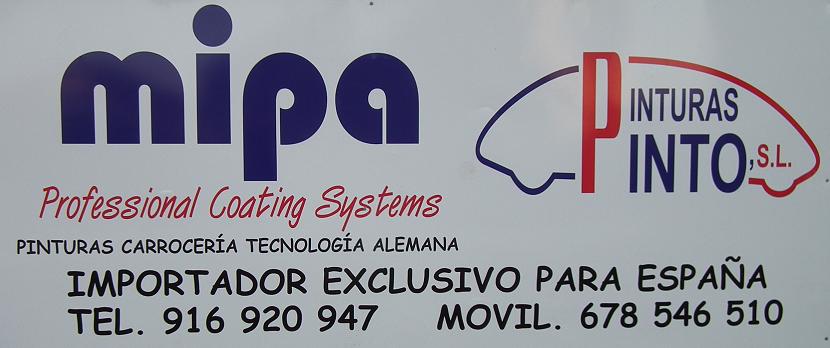 mipa
Professional Coating Systems
PINTURAS CARROCERÍA TECNOLOGÍA ALEMANA
PINTURAS
PINTO, S.L.
IMPORTADOR EXCLUSIVO PARA ESPAÑA
TEL. 916 920 947 MOVIL. 678 546 510